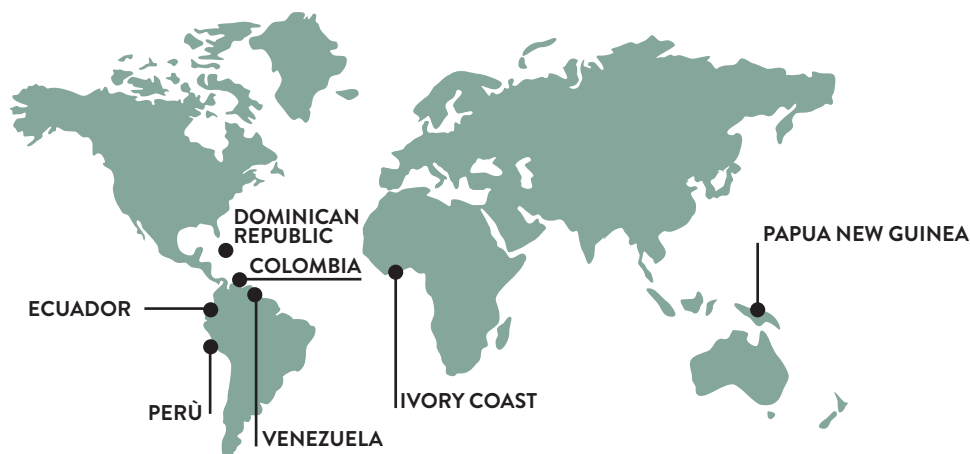 DOMINICAN
REPUBLIC
PAPUA NEW GUINEA
COLOMBIA
ECUADOR
IVORY COAST
PERÙ
VENEZUELA